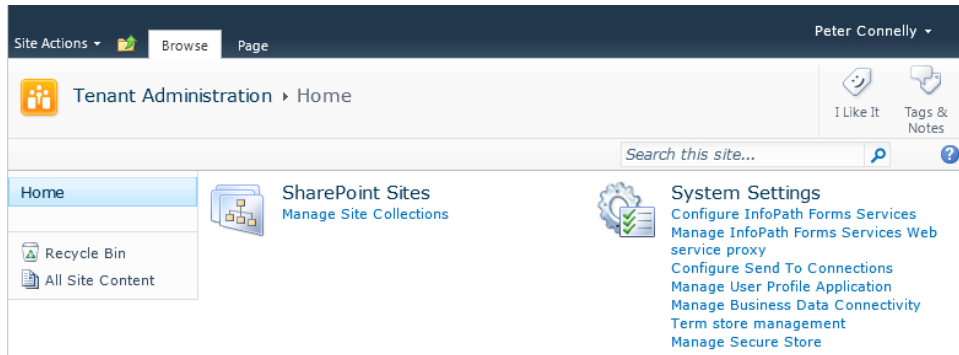 Peter Connelly
Site Actions Browse Page
Tenant Administration Home
I Like It
Tags &
Notes
Search this site...
Home
Recycle Bin
All Site Content
SharePoint Sites
Manage Site Collections
System Settings
Configure InfoPath Forms Services
Manage InfoPath Forms Services Web
service proxy
Configure Send To Connections
Manage User Profile Application
Manage Business Data Connectivity
Term store management
Manage Secure Store